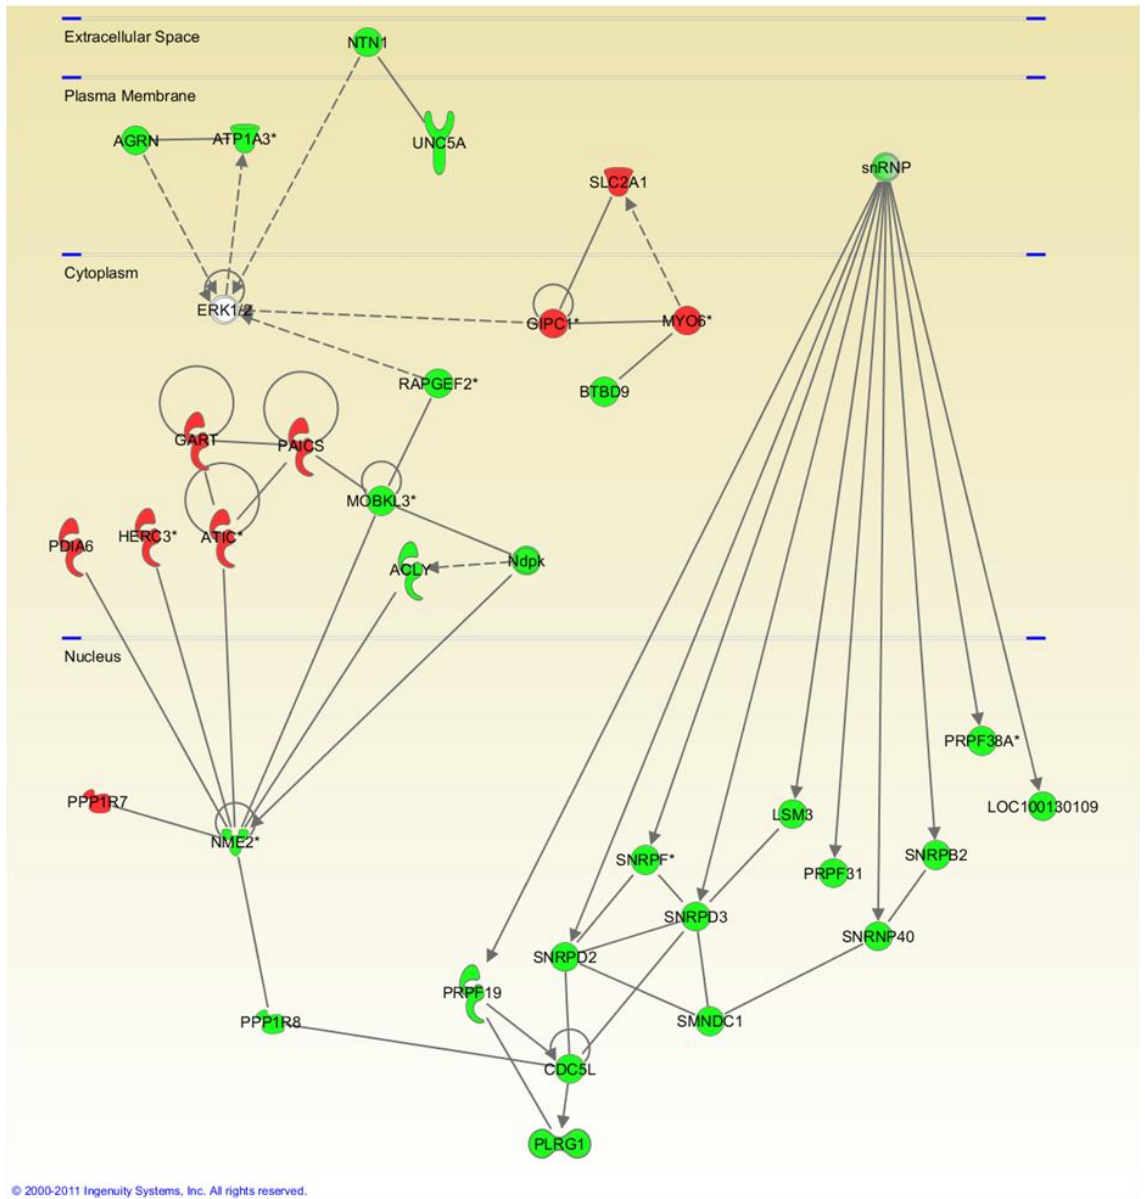 Extracellular Space
NTN1
Plasma Membrane
AGRN
ATP1A3*
UNC5A
snRNP
SLC2A1
Cytoplasm
ERK1/2
GIPC1*
MYO6*
RAPGEF2*
BTBD9
GART
PAICS
MOBKL3*
PDIA6
HERC3*
ATIC*
ACLY
Ndpk
Nucleus
PRPF38A*
PPP1R7
LOC100130109
LSM3
NME2*
SNRPF*
PRPF31
SNRPB2
SNRPD3
SNRNP40
SNRPD2
PRPF19
PPP1R8
SMNDC1
CDC5L
PLRG1
© 2000-2011 Ingenuity Systems, Inc. All rights reserved.